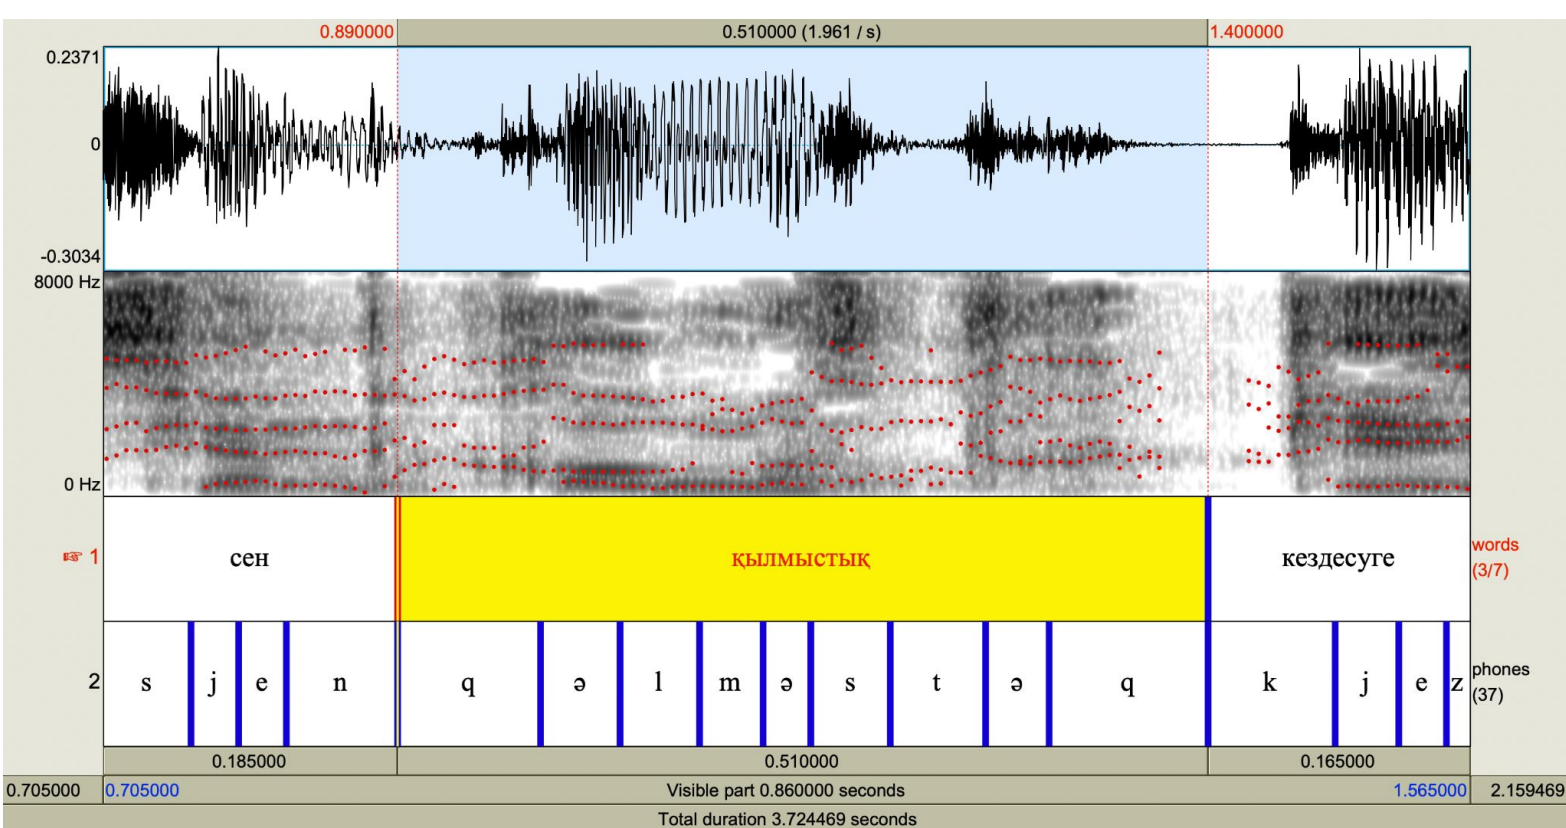 0.890000 0.510000 (1.961 / s) 1.400000
0.2371
0
-0.3034
8000 Hz
0 Hz
☞ 1 сен қылмыстық кездесуге words (3/7)
2 s j e n q ə l m ə s t ə q k j e z phones (37)
0.185000 0.510000 0.165000
0.705000 0.705000 Visible part 0.860000 seconds 1.565000 2.159469
Total duration 3.724469 seconds